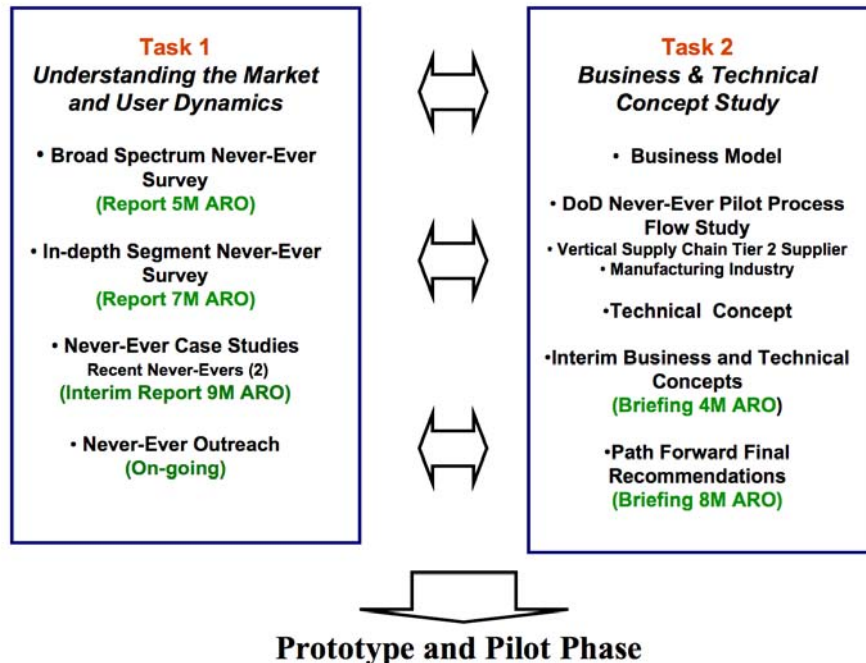 Task 1
Understanding the Market
and User Dynamics
• Broad Spectrum Never-Ever
Survey
(Report 5M ARO)
• In-depth Segment Never-Ever
Survey
(Report 7M ARO)
• Never-Ever Case Studies
Recent Never-Evers (2)
(Interim Report 9M ARO)
• Never-Ever Outreach
(On-going)
Task 2
Business & Technical
Concept Study
• Business Model
• DoD Never-Ever Pilot Process
Flow Study
• Vertical Supply Chain Tier 2 Supplier
• Manufacturing Industry
•Technical Concept
•Interim Business and Technical
Concepts
(Briefing 4M ARO)
•Path Forward Final
Recommendations
(Briefing 8M ARO)
Prototype and Pilot Phase